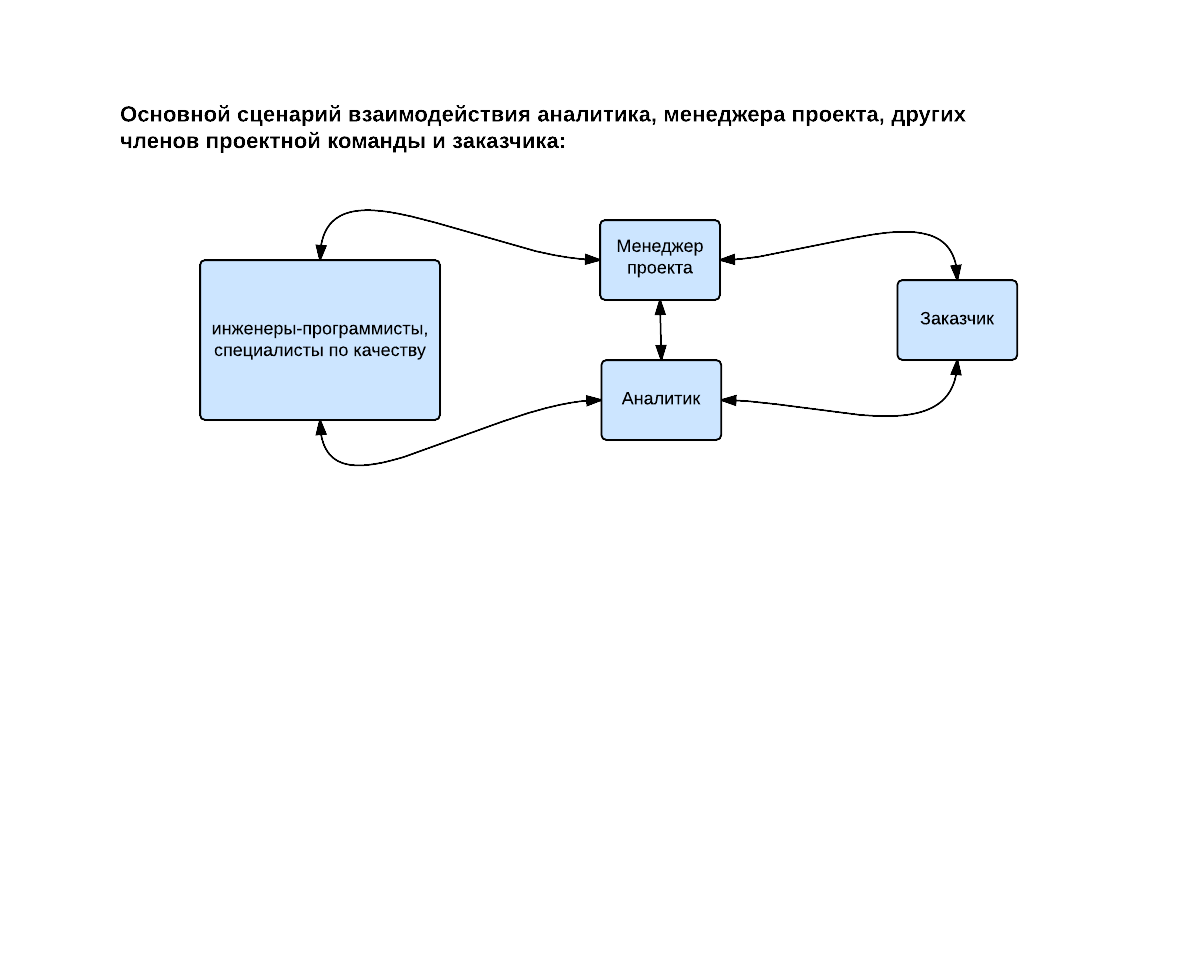 Основной сценарий взаимодействия аналитика, менеджера проекта, других
членов проектной команды и заказчика:
Менеджер
проекта
Заказчик
инженеры-программисты,
специалисты по качеству
Аналитик